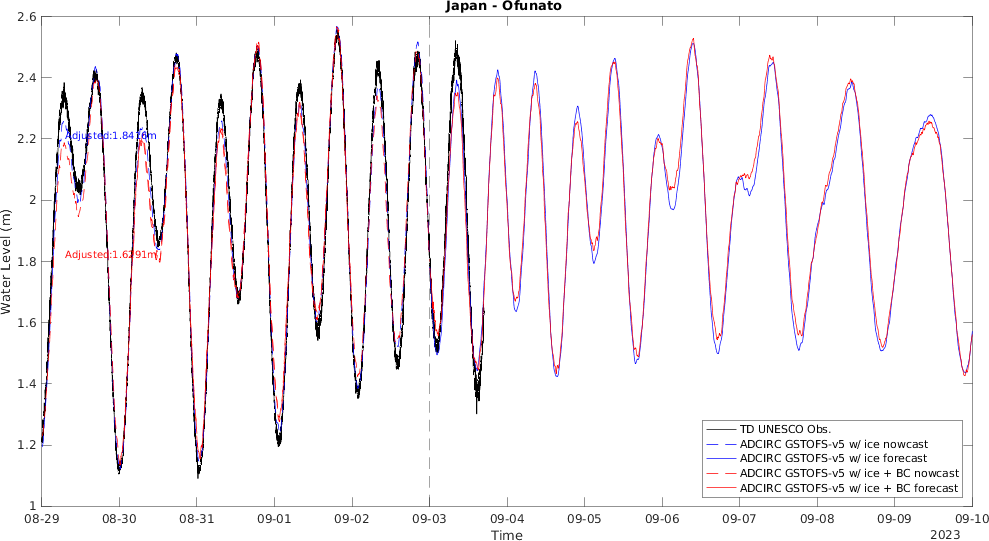 Japan - Ofunato
2.6
2.4
2.2
2
1.8
1.6
1.4
1.2
1
Water Level (m)
Adjusted:1.8476m
Adjusted:1.6291m
TD UNESCO Obs.
ADCIRC GSTOFS-v5 w/ ice nowcast
ADCIRC GSTOFS-v5 w/ ice forecast
ADCIRC GSTOFS-v5 w/ ice + BC nowcast
ADCIRC GSTOFS-v5 w/ ice + BC forecast
08-29 08-30 08-31 09-01 09-02 09-03 09-04 09-05 09-06 09-07 09-08 09-09 09-10
Time
2023